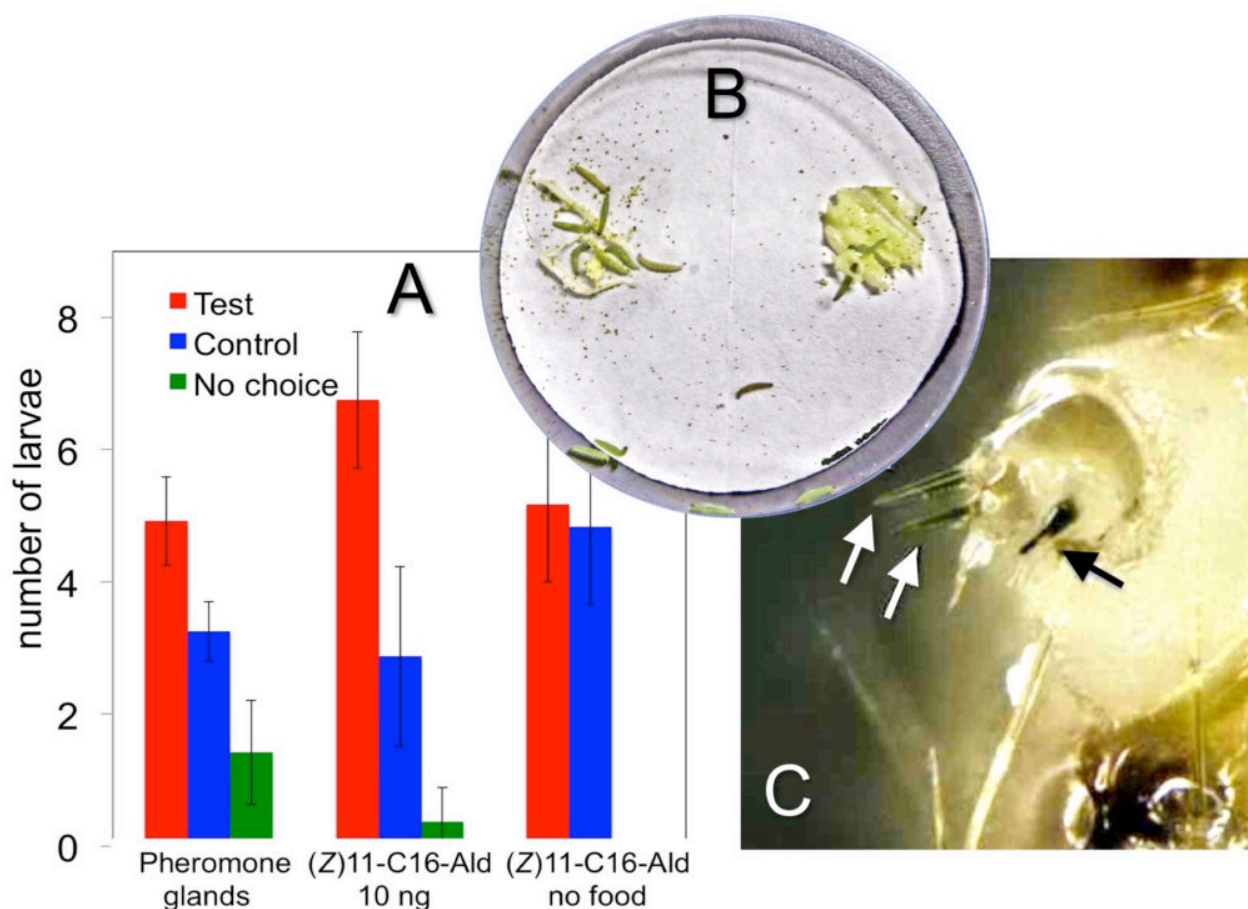 A
B
C
Test
Control
No choice
number of larvae
8
6
4
2
0
Pheromone glands
(Z)11-C16-Ald 10 ng
(Z)11-C16-Ald no food